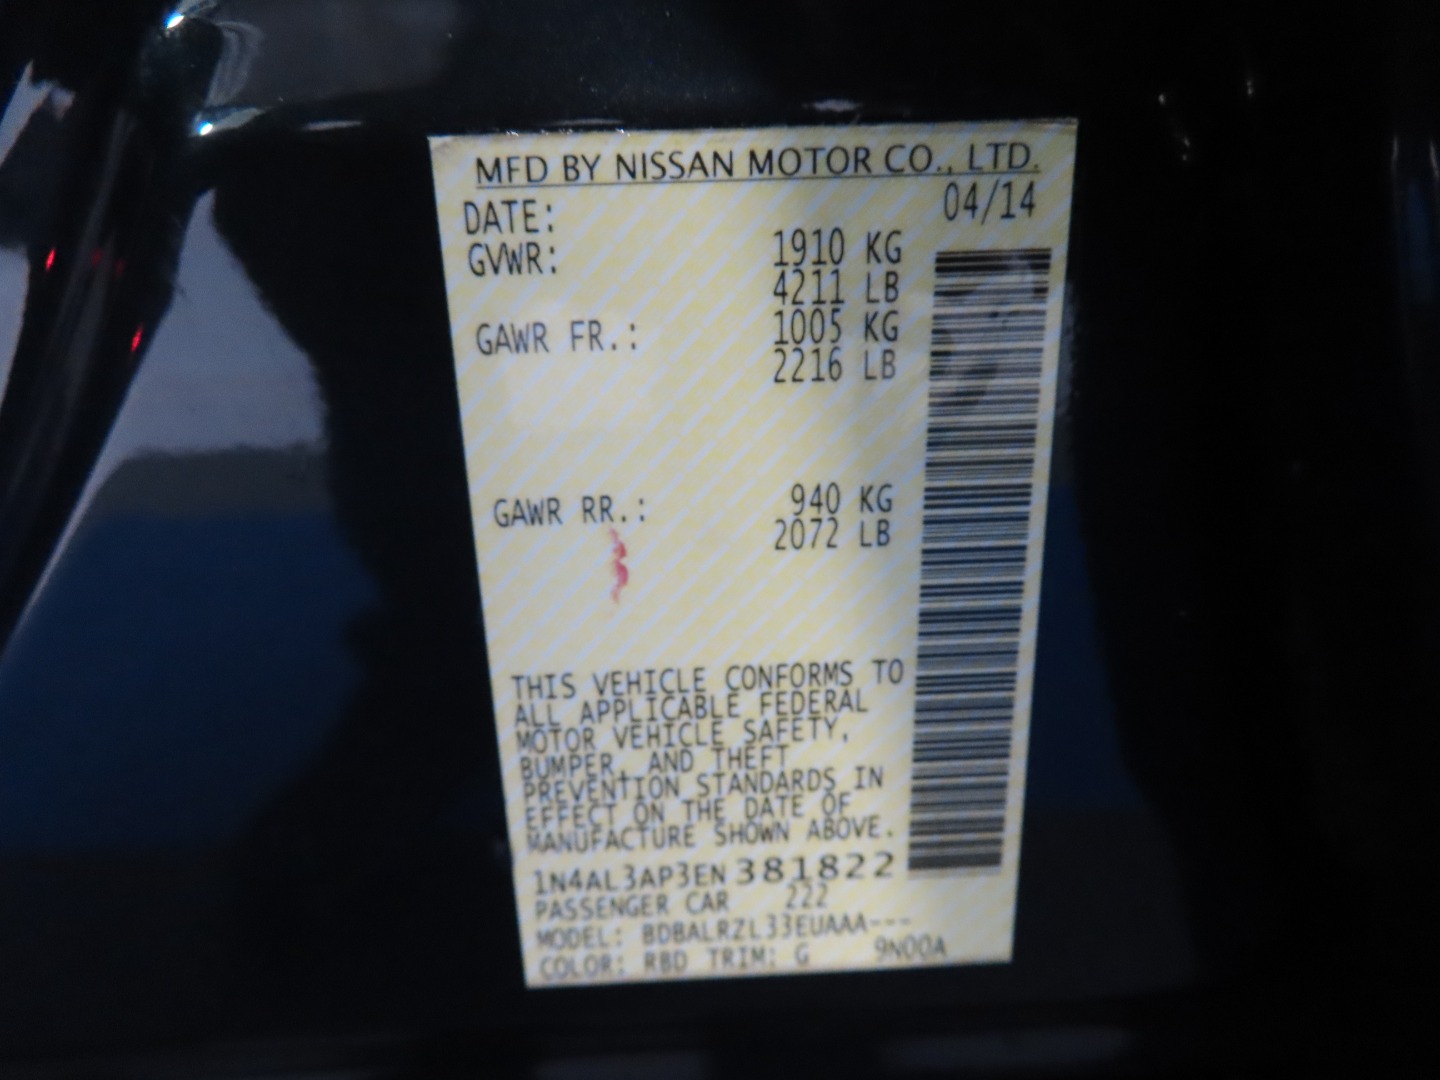 MFD BY NISSAN MOTOR CO., LTD.
DATE: 04/14
GVWR: 1910 KG
4211 LB
GAWR FR.: 1005 KG
2216 LB
GAWR RR.: 940 KG
2072 LB
THIS VEHICLE CONFORMS TO
ALL APPLICABLE FEDERAL
MOTOR VEHICLE SAFETY,
BUMPER, AND THEFT
PREVENTION STANDARDS IN
EFFECT ON THE DATE OF
MANUFACTURE SHOWN ABOVE.
1N4AL3AP3EN 381822
PASSENGER CAR 222
MODEL: BDBALRZL33EUAAA---
COLOR: RBD TRIM: G 9N00A